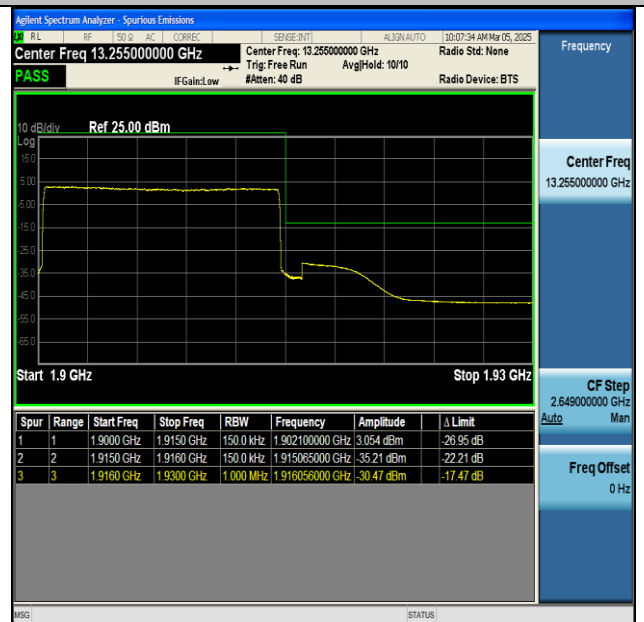 Agilent Spectrum Analyzer - Spurious Emissions
RL RF 50 Ω AC CORREC SENSE:INT ALIGNAUTO 10:07:34 AM Mar 05, 2025
Center Freq 13.255000000 GHz
Center Freq: 13.255000000 GHz
Radio Std: None
Trig: Free Run Avg|Hold: 10/10
PASS
IFGain:Low
#Atten: 40 dB
Radio Device: BTS
Frequency
10 dB/div Ref 25.00 dBm
Log
15.0
5.00
-5.00
-15.0
-25.0
-35.0
-45.0
-55.0
-65.0
Start 1.9 GHz Stop 1.93 GHz
Center Freq
13.255000000 GHz
CF Step
2.649000000 GHz
Auto Man
Freq Offset
0 Hz
Spur Range Start Freq Stop Freq RBW Frequency Amplitude Δ Limit
1 1 1.9000 GHz 1.9150 GHz 150.0 kHz 1.902100000 GHz 3.054 dBm -26.95 dB
2 2 1.9150 GHz 1.9160 GHz 150.0 kHz 1.915065000 GHz -35.21 dBm -22.21 dB
3 3 1.9160 GHz 1.9300 GHz 1.000 MHz 1.916056000 GHz -30.47 dBm -17.47 dB
MSG STATUS